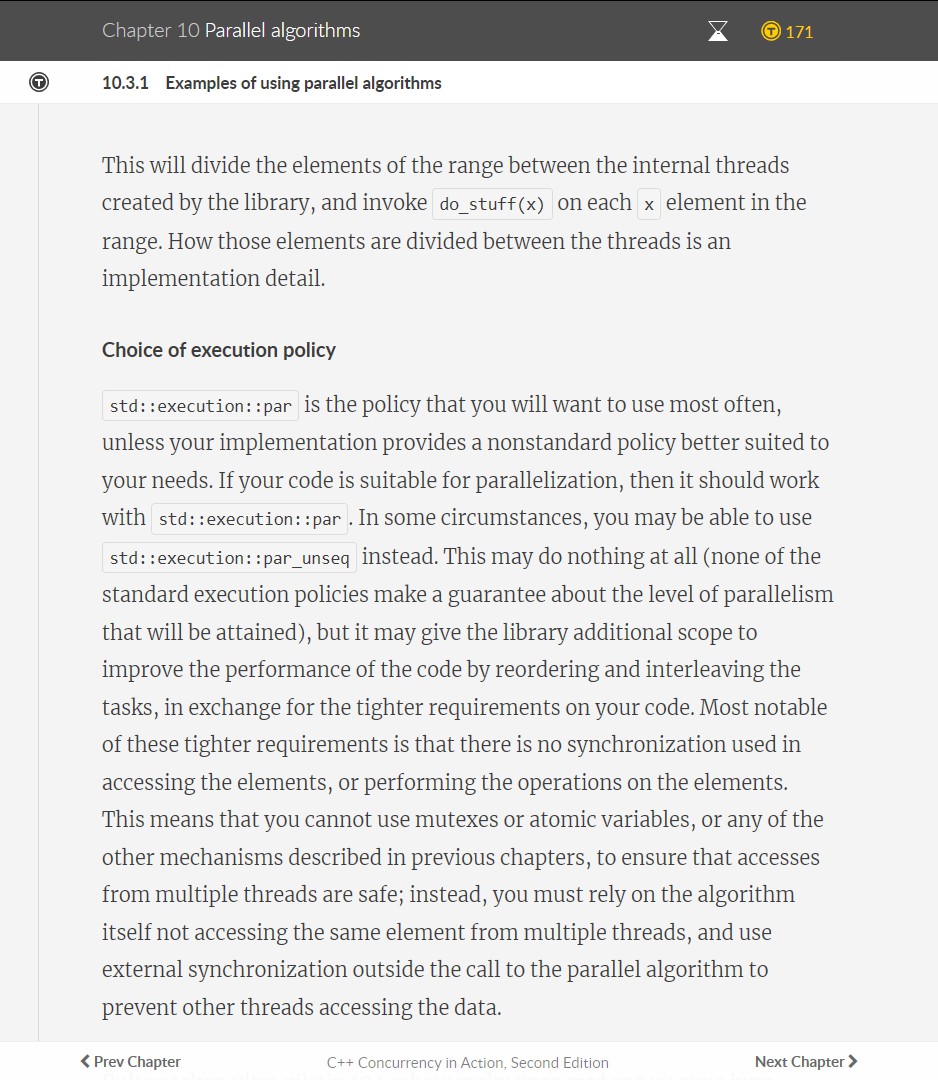 Chapter 10 Parallel algorithms
171
10.3.1 Examples of using parallel algorithms
This will divide the elements of the range between the internal threads
created by the library, and invoke do_stuff(x) on each x element in the
range. How those elements are divided between the threads is an
implementation detail.
Choice of execution policy
std::execution::par is the policy that you will want to use most often,
unless your implementation provides a nonstandard policy better suited to
your needs. If your code is suitable for parallelization, then it should work
with std::execution::par. In some circumstances, you may be able to use
std::execution::par_unseq instead. This may do nothing at all (none of the
standard execution policies make a guarantee about the level of parallelism
that will be attained), but it may give the library additional scope to
improve the performance of the code by reordering and interleaving the
tasks, in exchange for the tighter requirements on your code. Most notable
of these tighter requirements is that there is no synchronization used in
accessing the elements, or performing the operations on the elements.
This means that you cannot use mutexes or atomic variables, or any of the
other mechanisms described in previous chapters, to ensure that accesses
from multiple threads are safe; instead, you must rely on the algorithm
itself not accessing the same element from multiple threads, and use
external synchronization outside the call to the parallel algorithm to
prevent other threads accessing the data.
Prev Chapter
C++ Concurrency in Action, Second Edition
Next Chapter